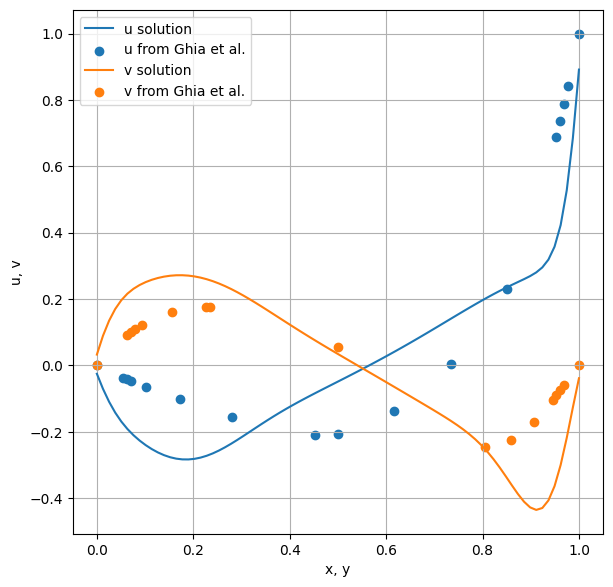 u solution
u from Ghia et al.
v solution
v from Ghia et al.
1.0
0.8
0.6
0.4
0.2
0.0
−0.2
−0.4
u, v
0.0 0.2 0.4 0.6 0.8 1.0
x, y